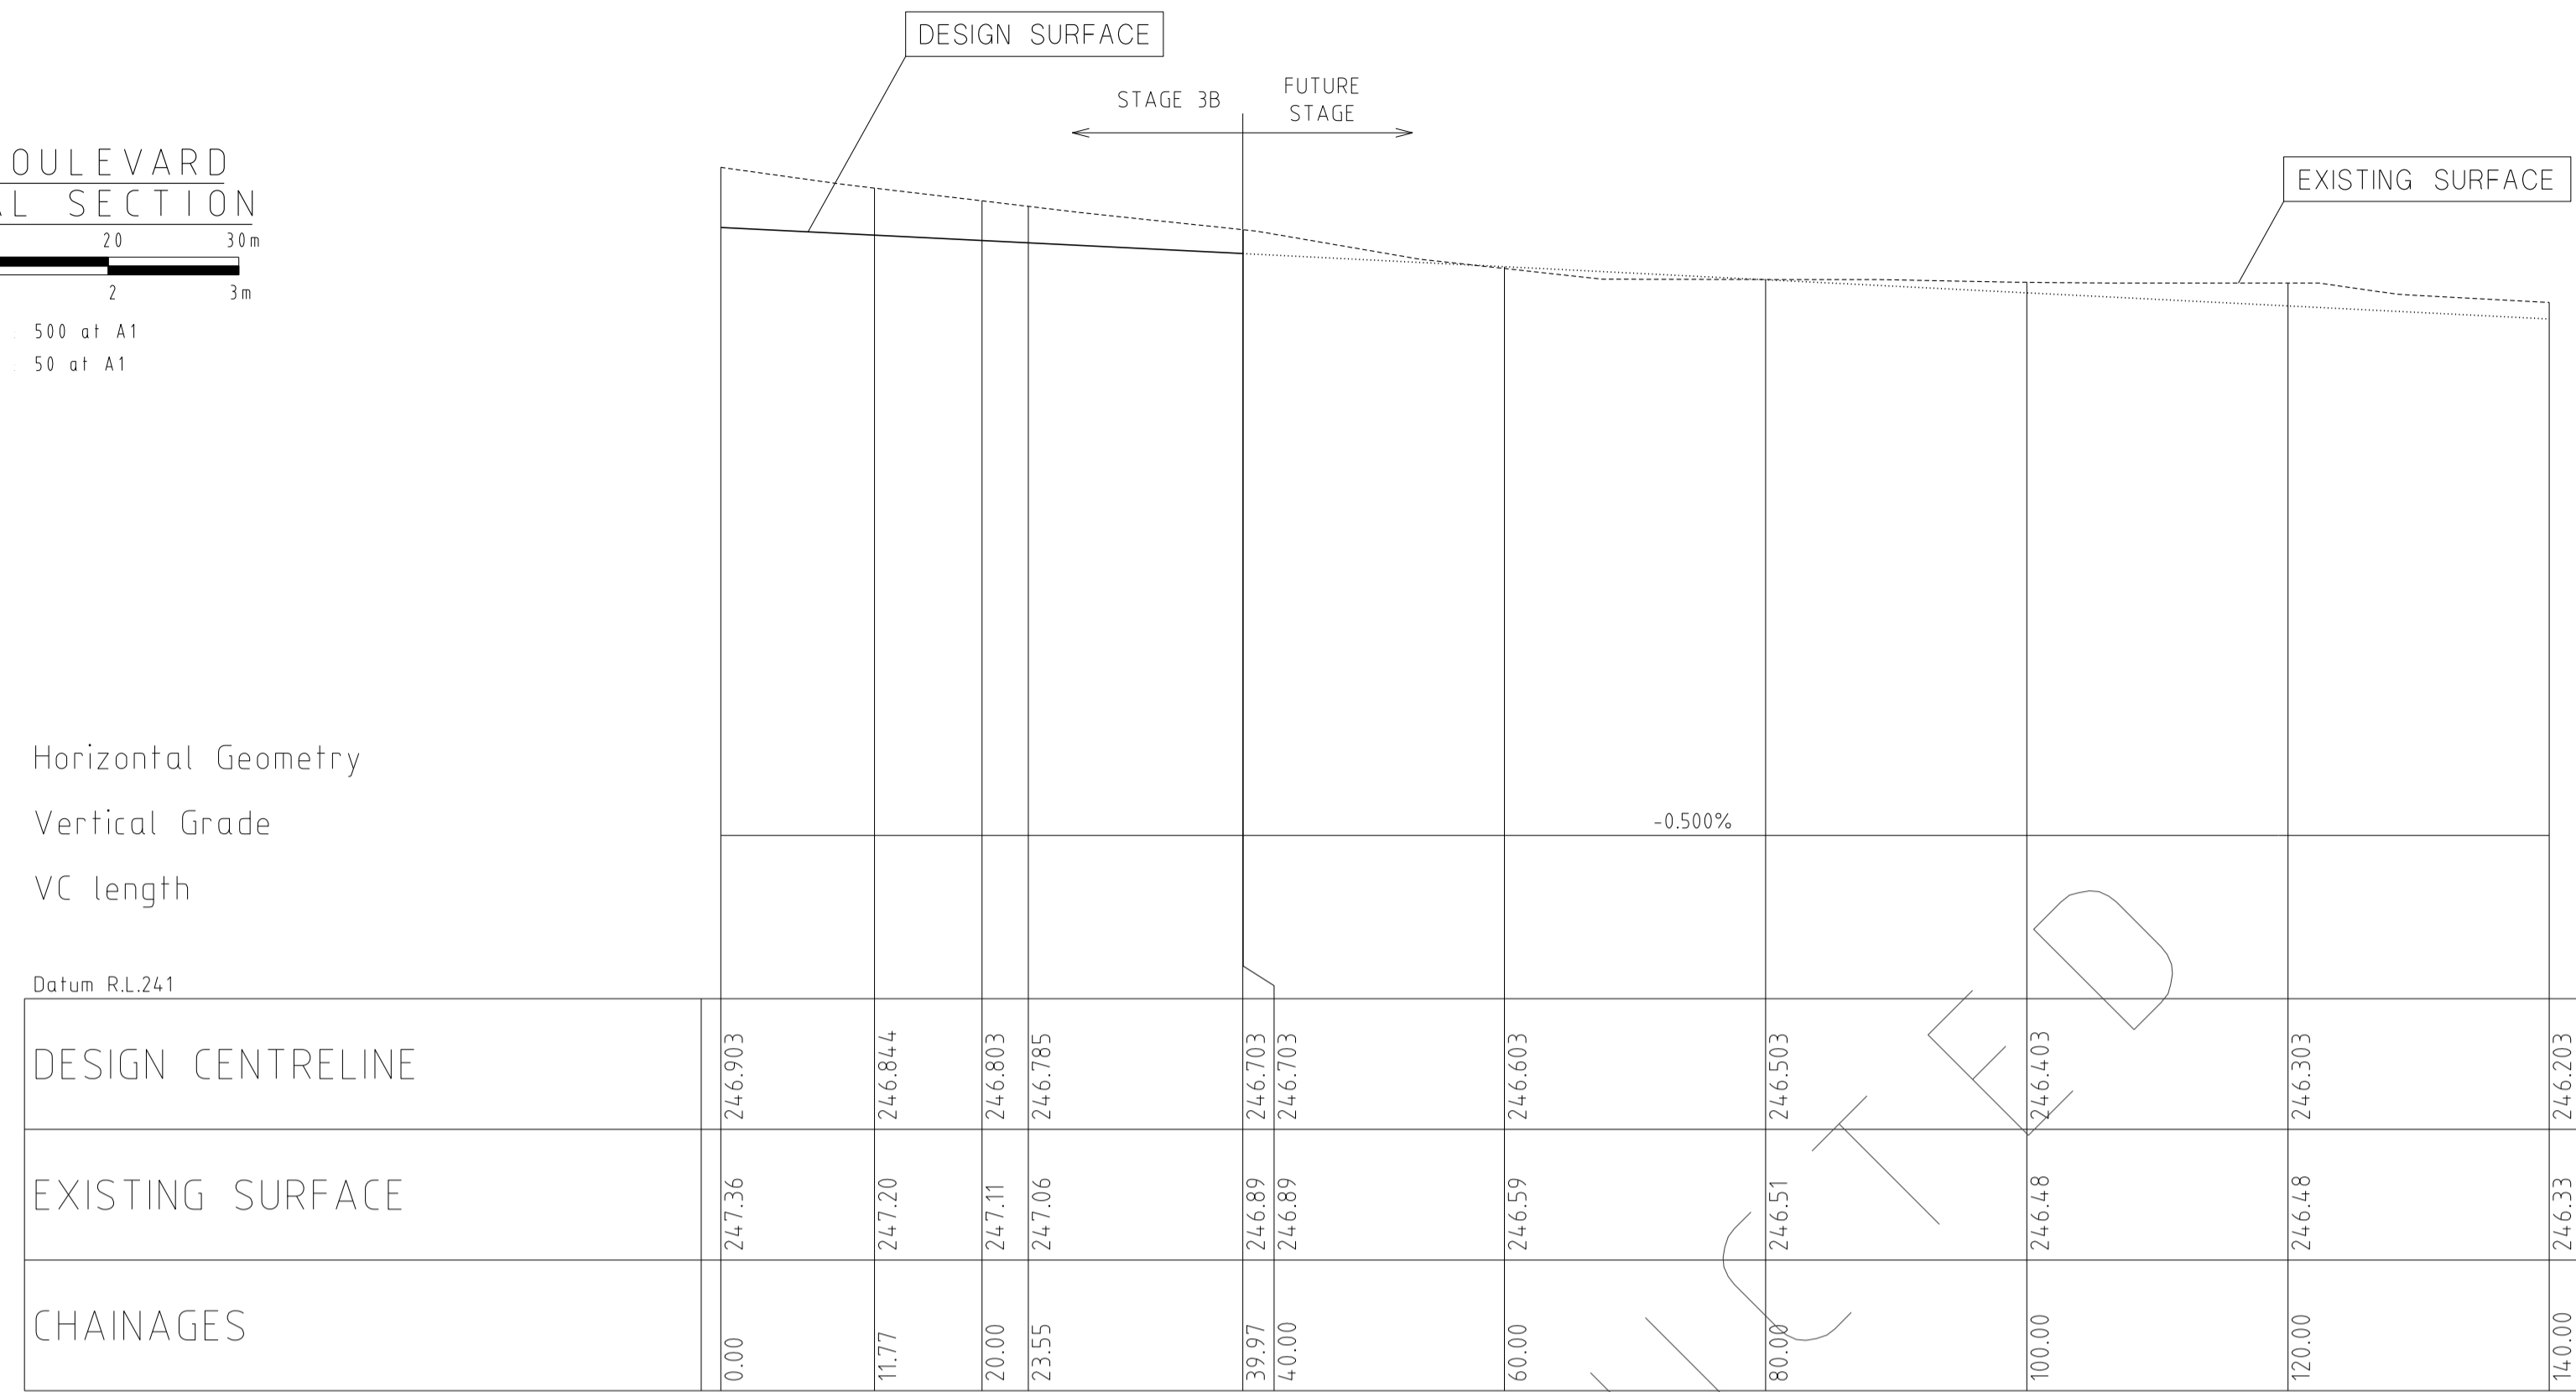 DESIGN SURFACE
STAGE 3B
FUTURE
STAGE
OULEVARD
AL SECTION
20 30m
2 3m
500 at A1
50 at A1
EXISTING SURFACE
Horizontal Geometry
Vertical Grade
-0.500%
VC length
Datum R.L.241
DESIGN CENTRELINE 246.903 246.844 246.803 246.785 246.703 246.703 246.603 246.503 246.403 246.303 246.203
EXISTING SURFACE 247.36 247.20 247.11 247.06 246.89 246.89 246.59 246.51 246.48 246.48 246.33
CHAINAGES 0.00 11.77 20.00 23.55 39.97 40.00 60.00 80.00 100.00 120.00 140.00
CTED